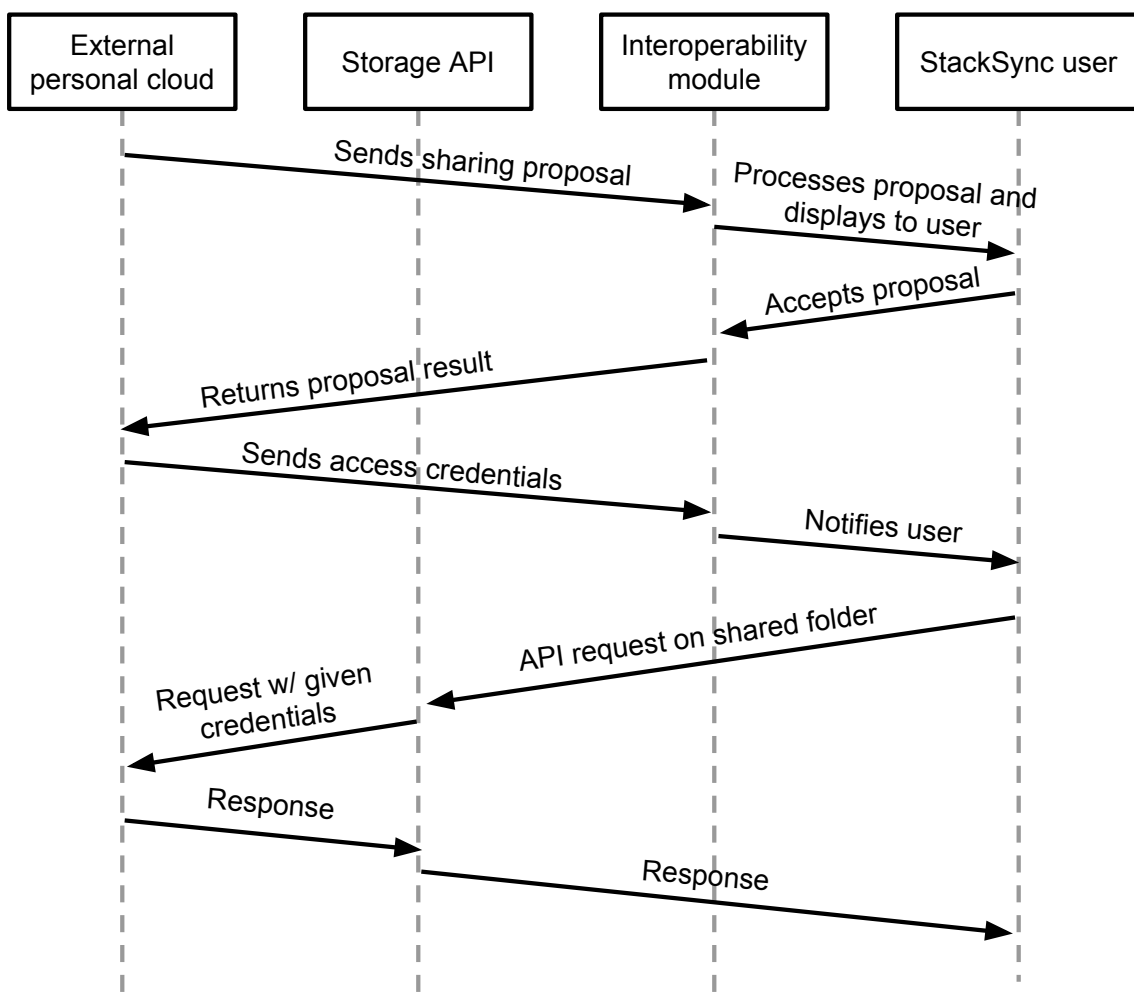 External
personal cloud
Storage API
Interoperability
module
StackSync user
Sends sharing proposal
Processes proposal and
displays to user
Accepts proposal
Returns proposal result
Sends access credentials
Notifies user
API request on shared folder
Request w/ given
credentials
Response
Response